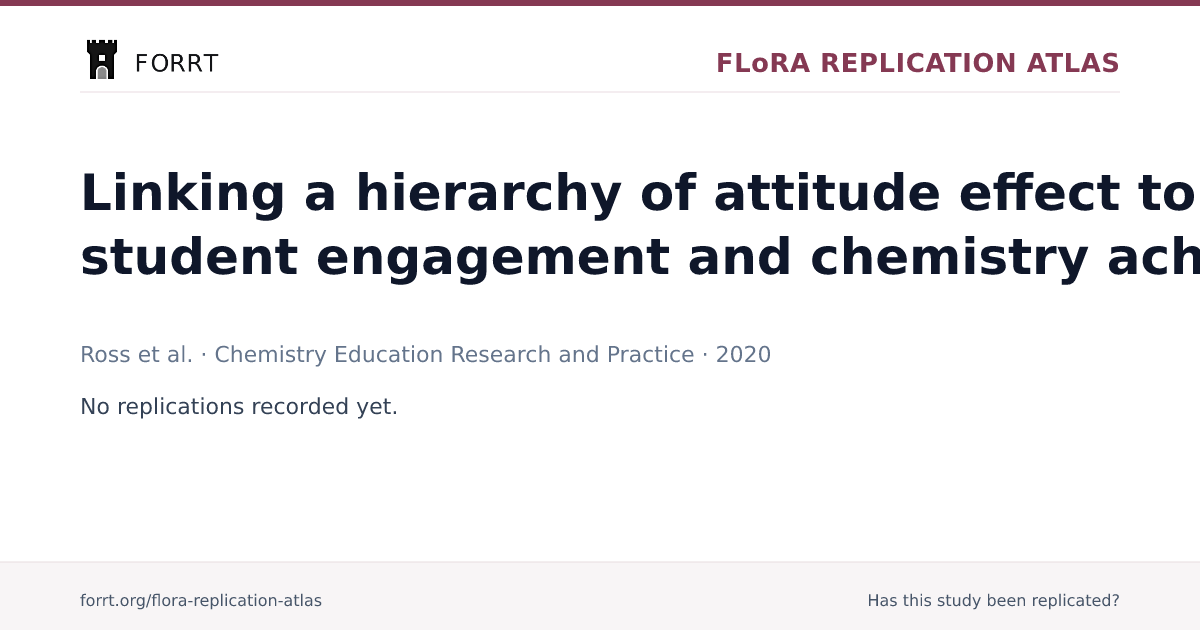 FORRT
FLoRA REPLICATION ATLAS
Linking a hierarchy of attitude effect to
student engagement and chemistry ach
Ross et al. · Chemistry Education Research and Practice · 2020
No replications recorded yet.
forrt.org/flora-replication-atlas
Has this study been replicated?